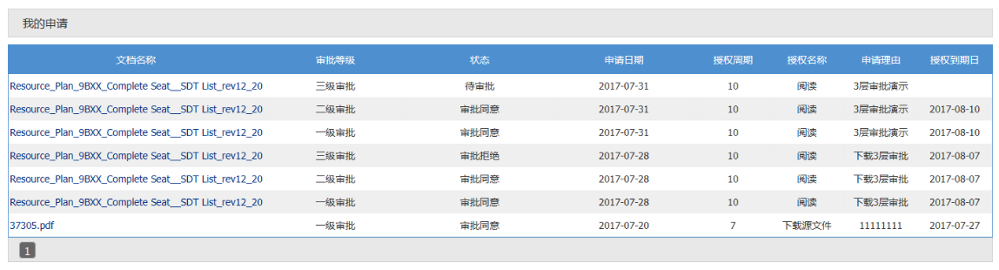 我的申请
文档名称 审批等级 状态 申请日期 授权周期 授权名称 申请理由 授权到期日
Resource_Plan_9BXX_Complete Seat__SDT List_rev12_20 三级审批 待审批 2017-07-31 10 阅读 3层审批演示
Resource_Plan_9BXX_Complete Seat__SDT List_rev12_20 二级审批 审批同意 2017-07-31 10 阅读 3层审批演示 2017-08-10
Resource_Plan_9BXX_Complete Seat__SDT List_rev12_20 一级审批 审批同意 2017-07-31 10 阅读 3层审批演示 2017-08-10
Resource_Plan_9BXX_Complete Seat__SDT List_rev12_20 三级审批 审批拒绝 2017-07-28 10 阅读 下载3层审批 2017-08-07
Resource_Plan_9BXX_Complete Seat__SDT List_rev12_20 二级审批 审批同意 2017-07-28 10 阅读 下载3层审批 2017-08-07
Resource_Plan_9BXX_Complete Seat__SDT List_rev12_20 一级审批 审批同意 2017-07-28 10 阅读 下载3层审批 2017-08-07
37305.pdf 一级审批 审批同意 2017-07-20 7 下载源文件 11111111 2017-07-27
1